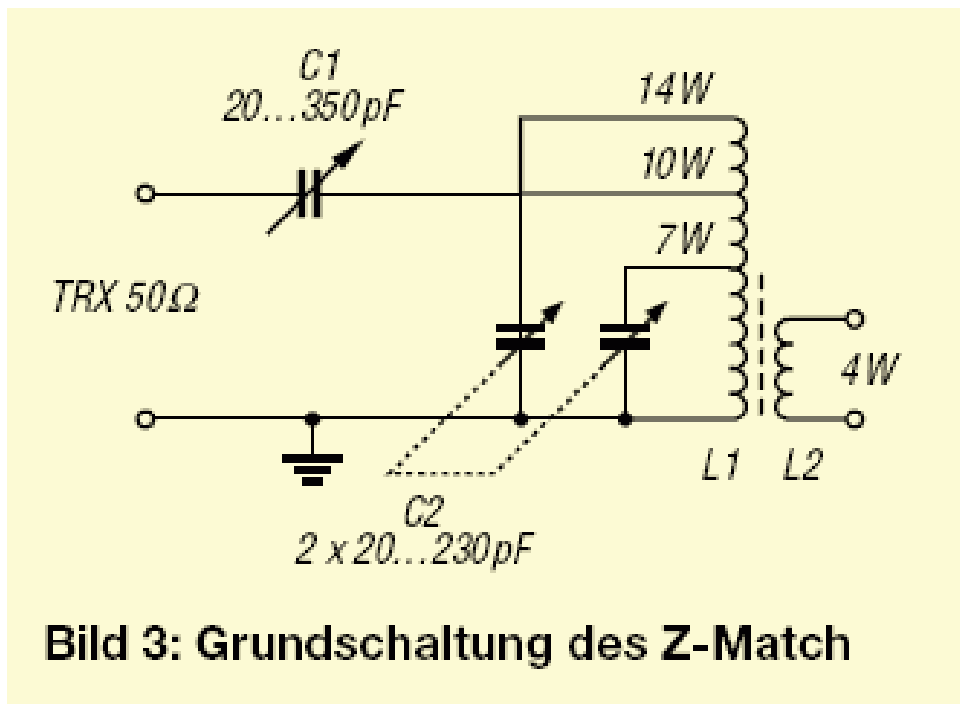 C1
20...350pF
14W
10W
7W
TRX 50Ω
4W
L1 L2
C2
2 x 20...230pF
Bild 3: Grundschaltung des Z-Match